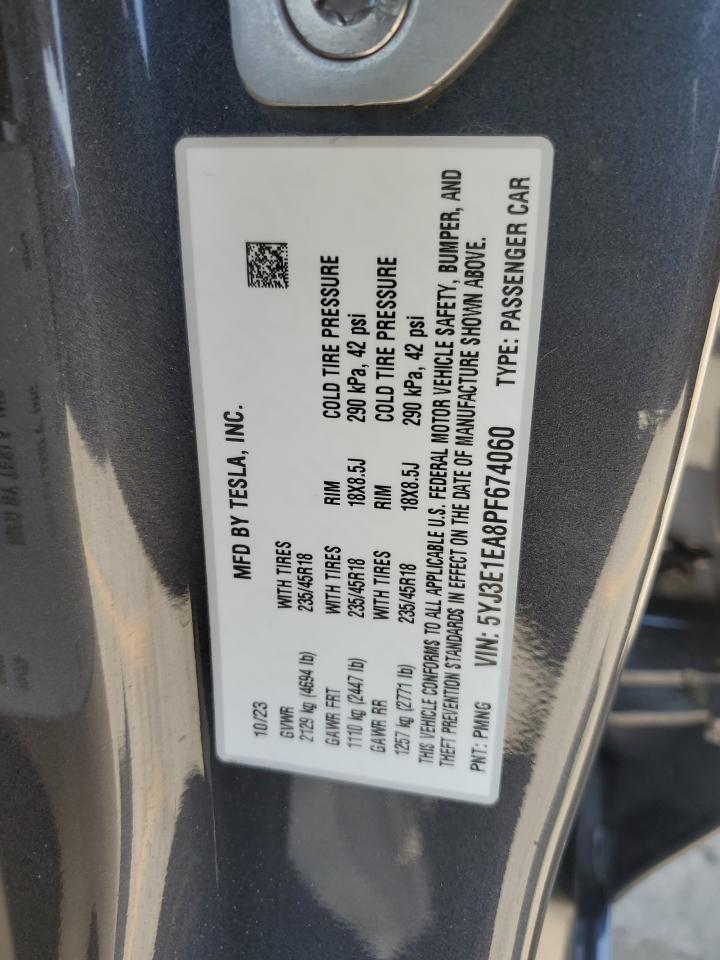 MFD BY TESLA, INC.
10/23
GVWR WITH TIRES
2129 kg (4694 lb) 235/45R18
GAWR FRT WITH TIRES RIM COLD TIRE PRESSURE
1110 kg (2447 lb) 235/45R18 18X8.5J 290 kPa, 42 psi
GAWR RR WITH TIRES RIM COLD TIRE PRESSURE
1257 kg (2771 lb) 235/45R18 18X8.5J 290 kPa, 42 psi
THIS VEHICLE CONFORMS TO ALL APPLICABLE U.S. FEDERAL MOTOR VEHICLE SAFETY, BUMPER, AND
THEFT PREVENTION STANDARDS IN EFFECT ON THE DATE OF MANUFACTURE SHOWN ABOVE.
PNT: PMNG VIN: 5YJ3E1EA8PF674060 TYPE: PASSENGER CAR